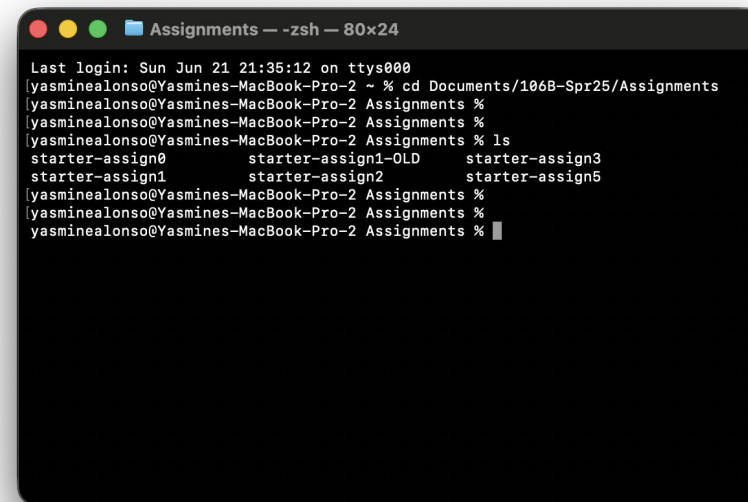 Assignments — -zsh — 80×24
Last login: Sun Jun 21 21:35:12 on ttys000
[yasminealonso@Yasmines-MacBook-Pro-2 ~ % cd Documents/106B-Spr25/Assignments
[yasminealonso@Yasmines-MacBook-Pro-2 Assignments %
[yasminealonso@Yasmines-MacBook-Pro-2 Assignments %
[yasminealonso@Yasmines-MacBook-Pro-2 Assignments % ls
starter-assign0 starter-assign1-OLD starter-assign3
starter-assign1 starter-assign2 starter-assign5
[yasminealonso@Yasmines-MacBook-Pro-2 Assignments %
[yasminealonso@Yasmines-MacBook-Pro-2 Assignments %
yasminealonso@Yasmines-MacBook-Pro-2 Assignments %